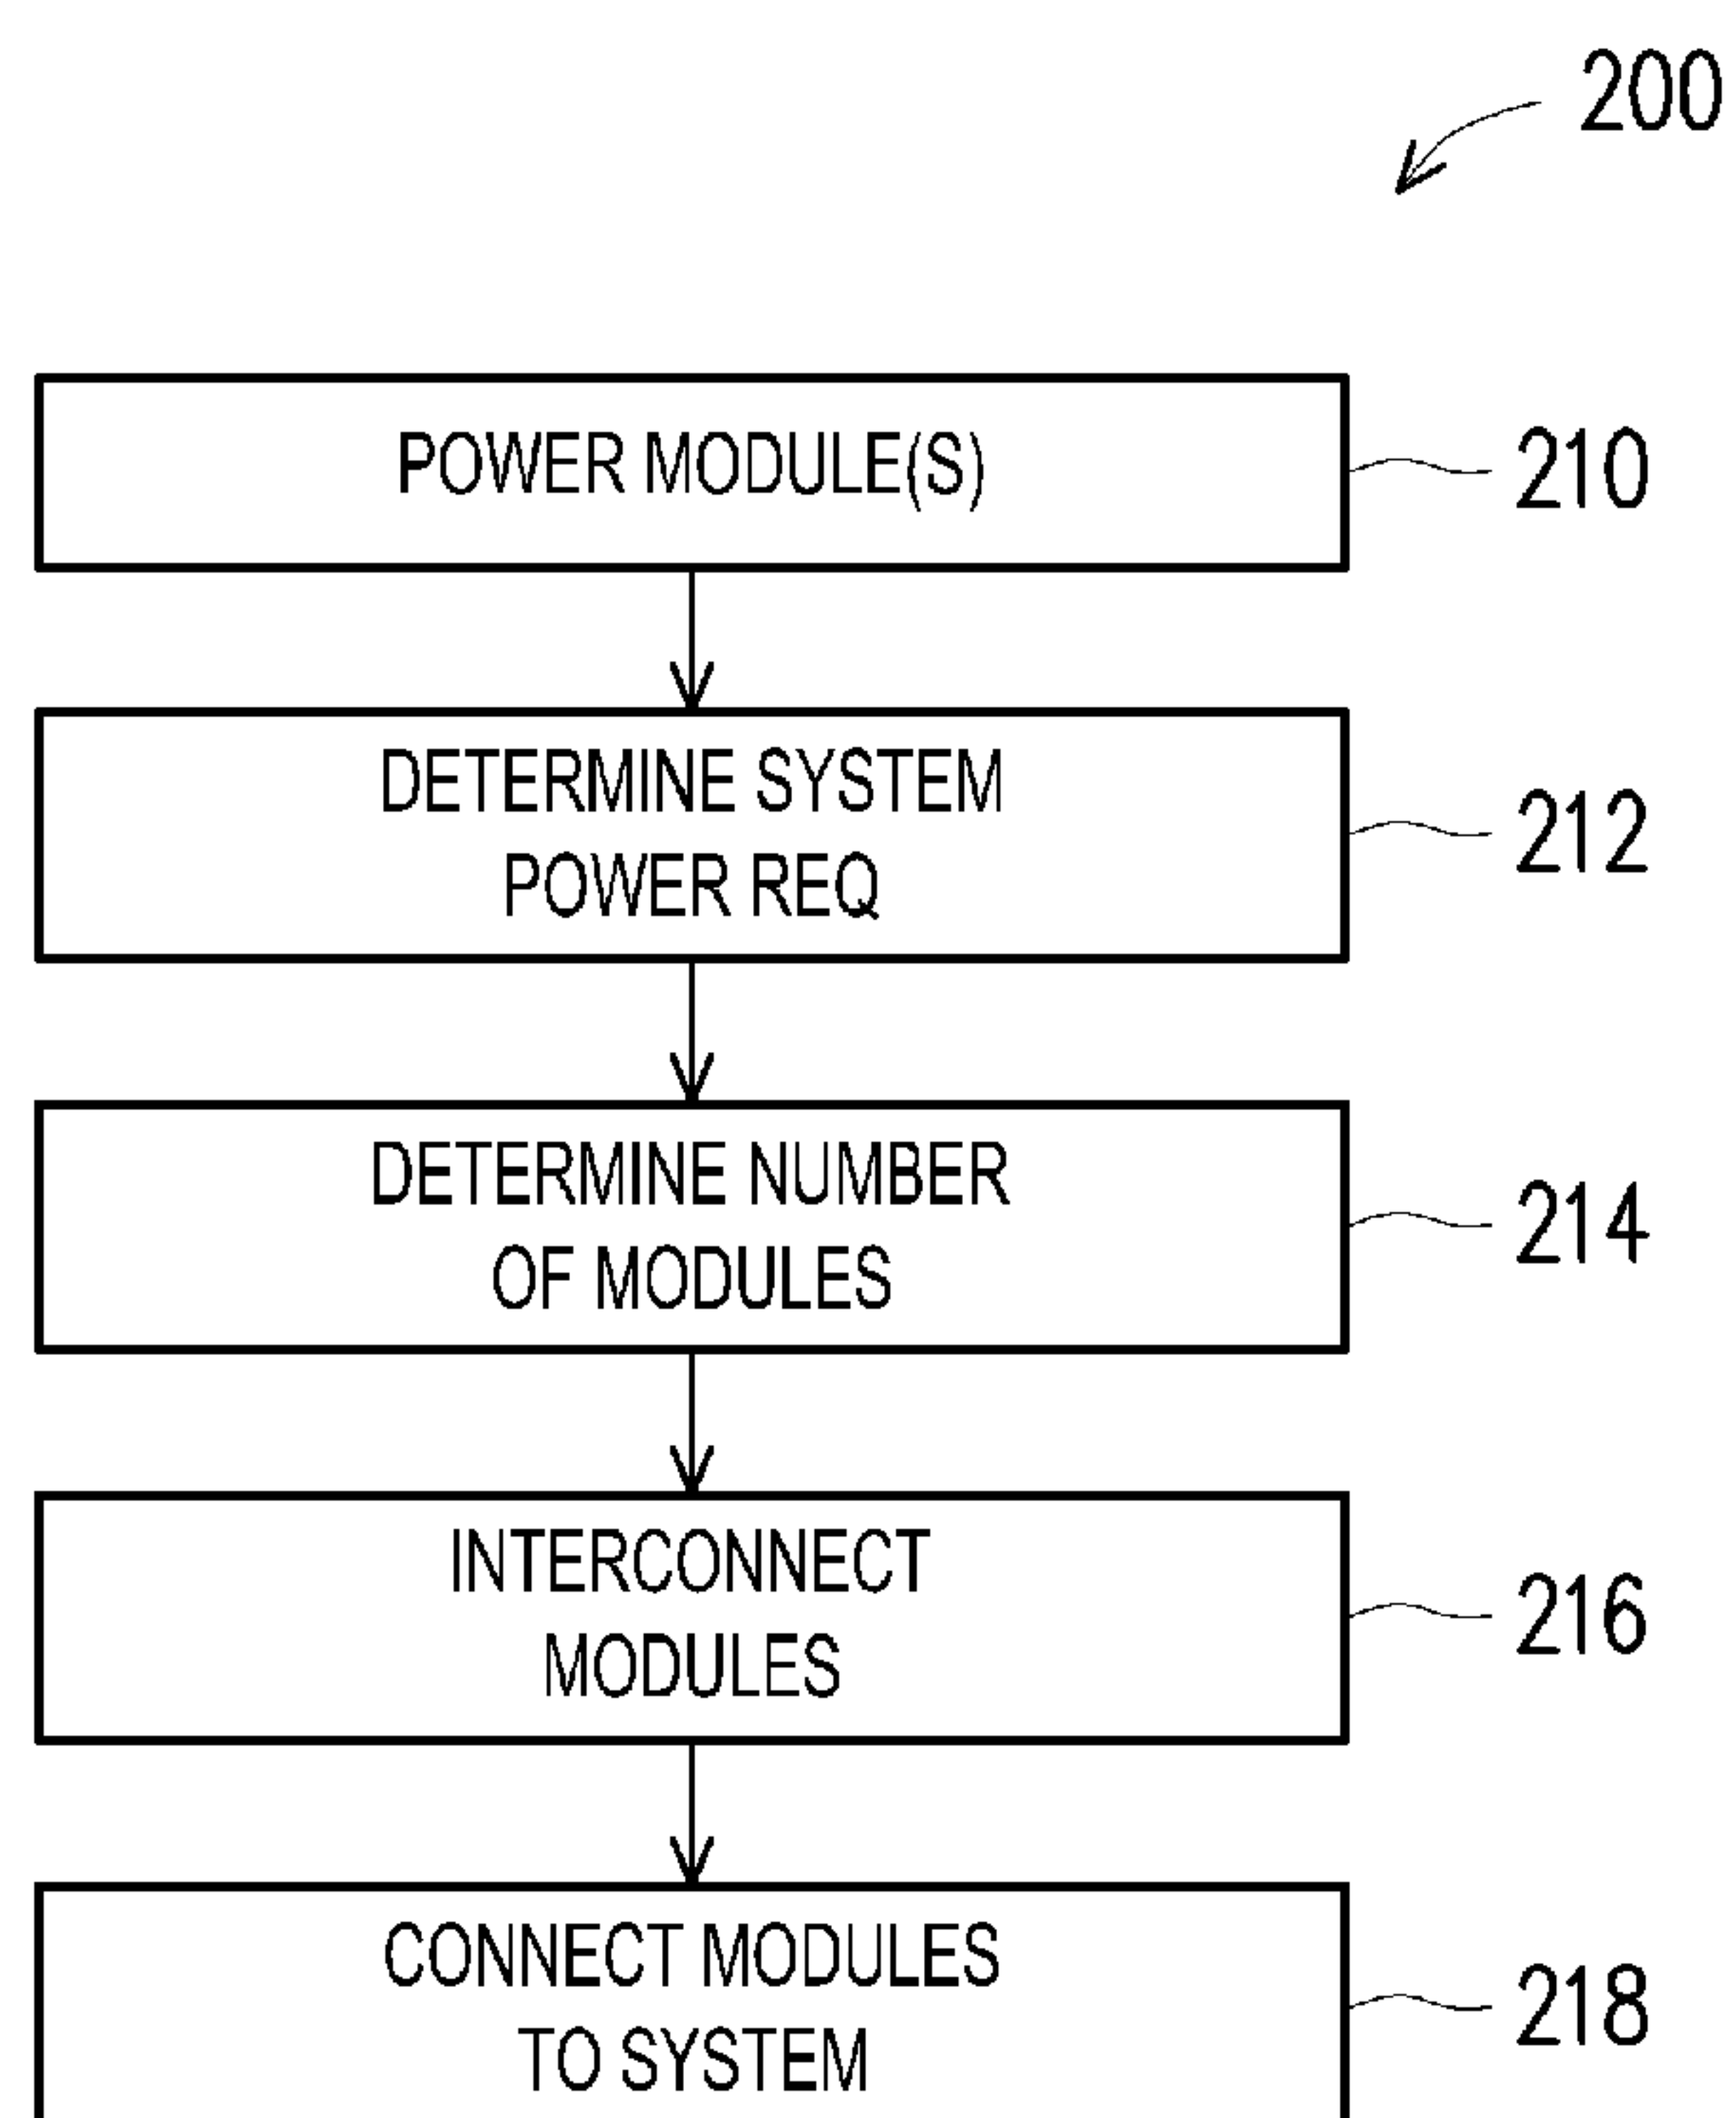 200
POWER MODULE(S)
210
DETERMINE SYSTEM
POWER REQ
212
DETERMINE NUMBER
OF MODULES
214
INTERCONNECT
MODULES
216
CONNECT MODULES
TO SYSTEM
218